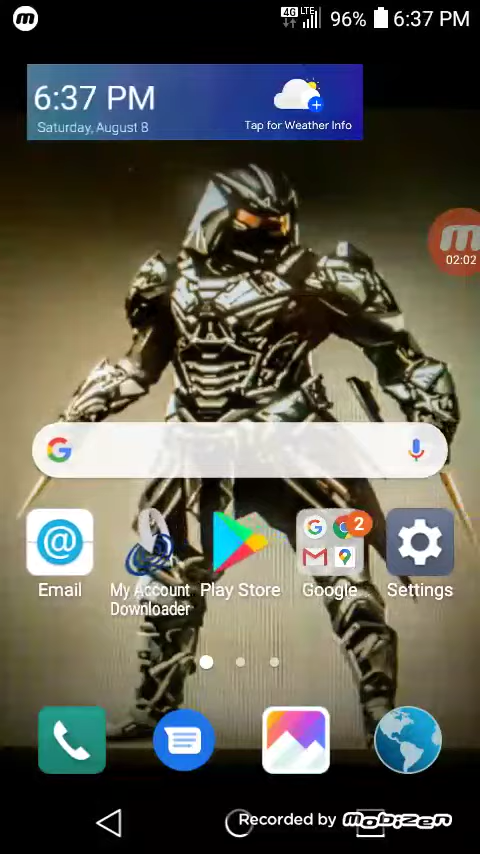 4G LTE 96% 6:37 PM
6:37 PM
Saturday, August 8
Tap for Weather Info
02:02
2
Email
My Account
Downloader
Play Store
Google
Settings
Recorded by Mobizen